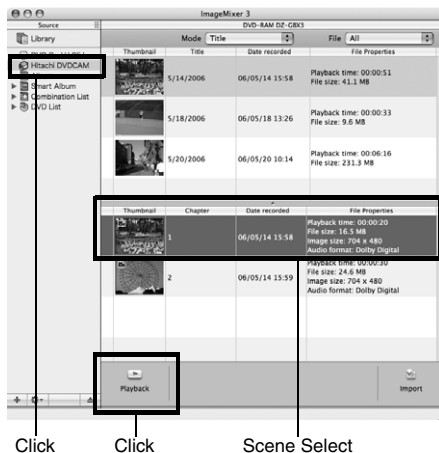 ImageMixer 3
Source
DVD-RAM DZ-GBX3
Library
Mode Title File All
Thumbnail Title Date recorded File Properties
Hitachi DVDCAM
Smart Album
Combination List
DVD List
5/14/2006 06/05/14 15:58 Playback time: 00:00:51
File size: 41.1 MB
5/18/2006 06/05/18 13:26 Playback time: 00:00:33
File size: 9.6 MB
5/20/2006 06/05/20 10:14 Playback time: 00:06:16
File size: 231.3 MB
Thumbnail Chapter Date recorded File Properties
1 06/05/14 15:58 Playback time: 00:00:20
File size: 16.5 MB
Image size: 704 x 480
Audio format: Dolby Digital
2 06/05/14 15:59 Playback time: 00:00:30
File size: 24.6 MB
Image size: 704 x 480
Audio format: Dolby Digital
Playback
Import
Click Click Scene Select